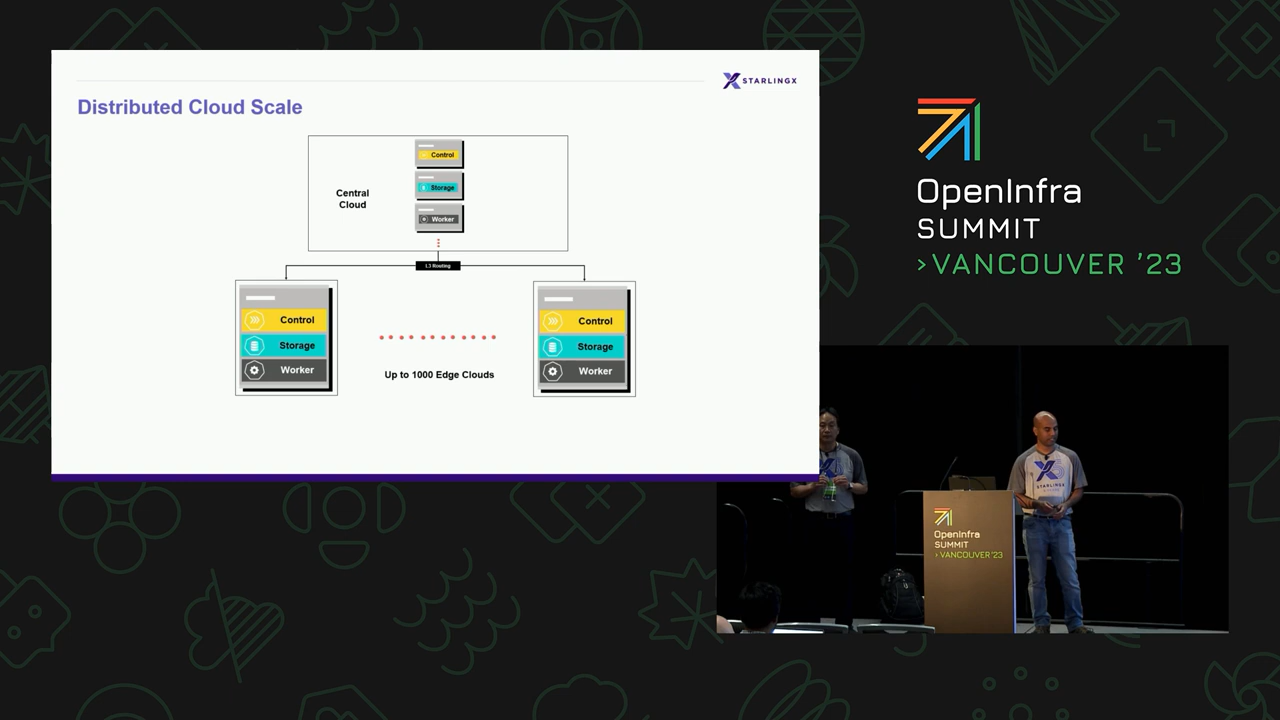 STARLINGX
Distributed Cloud Scale
Control
Storage
Worker
Central
Cloud
L3 Routing
Control
Storage
Worker
Control
Storage
Worker
Up to 1000 Edge Clouds
OpenInfra
SUMMIT
>VANCOUVER '23
STARLINGX
OpenInfra
SUMMIT
>VANCOUVER '23